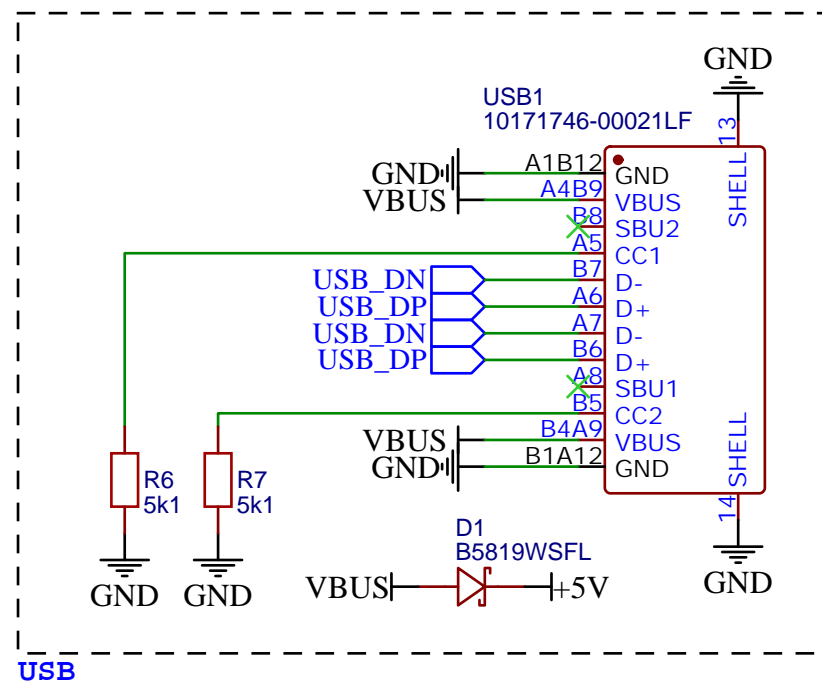 GND
USB1
10171746-00021LF
13
SHELL
GND A1B12 GND
VBUS A4B9 VBUS
B8 SBU2
A5 CC1
USB_DN B7 D-
USB_DP A6 D+
USB_DN A7 D-
USB_DP B6 D+
A8 SBU1
B5 CC2
VBUS B4A9 VBUS
GND B1A12 GND
SHELL
14
R6
5k1
R7
5k1
GND
GND
GND
D1
B5819WSFL
VBUS +5V
USB